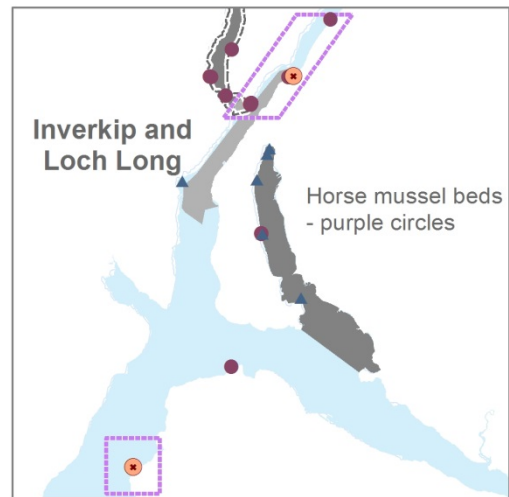 Inverkip and
Loch Long
Horse mussel beds
- purple circles